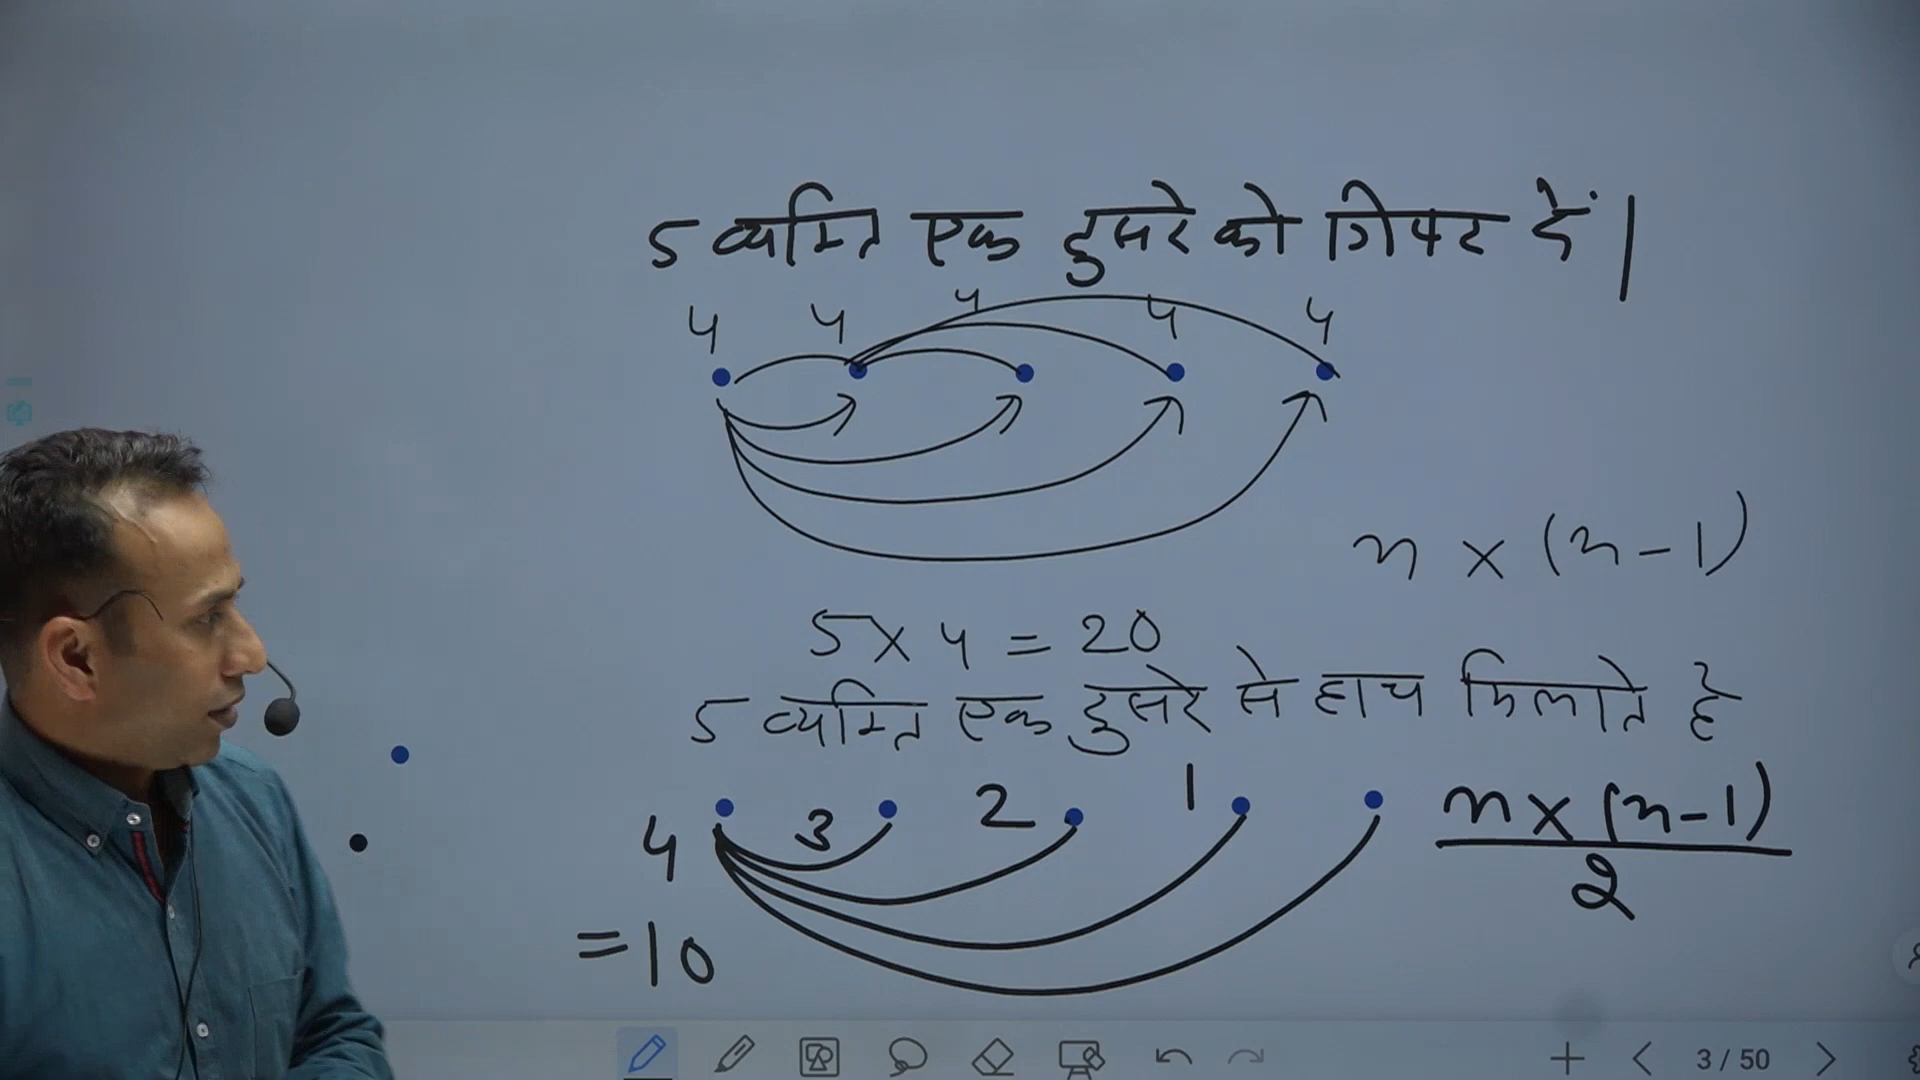 5 व्यक्ति एक दुसरे को गिफ्ट दें |
4 4 4 4 4
n × (n-1)
5 × 4 = 20
5 व्यक्ति एक दुसरे से हाथ मिलाते है
4 3 2 1
n × (n-1) / 2
= 10
3 / 50